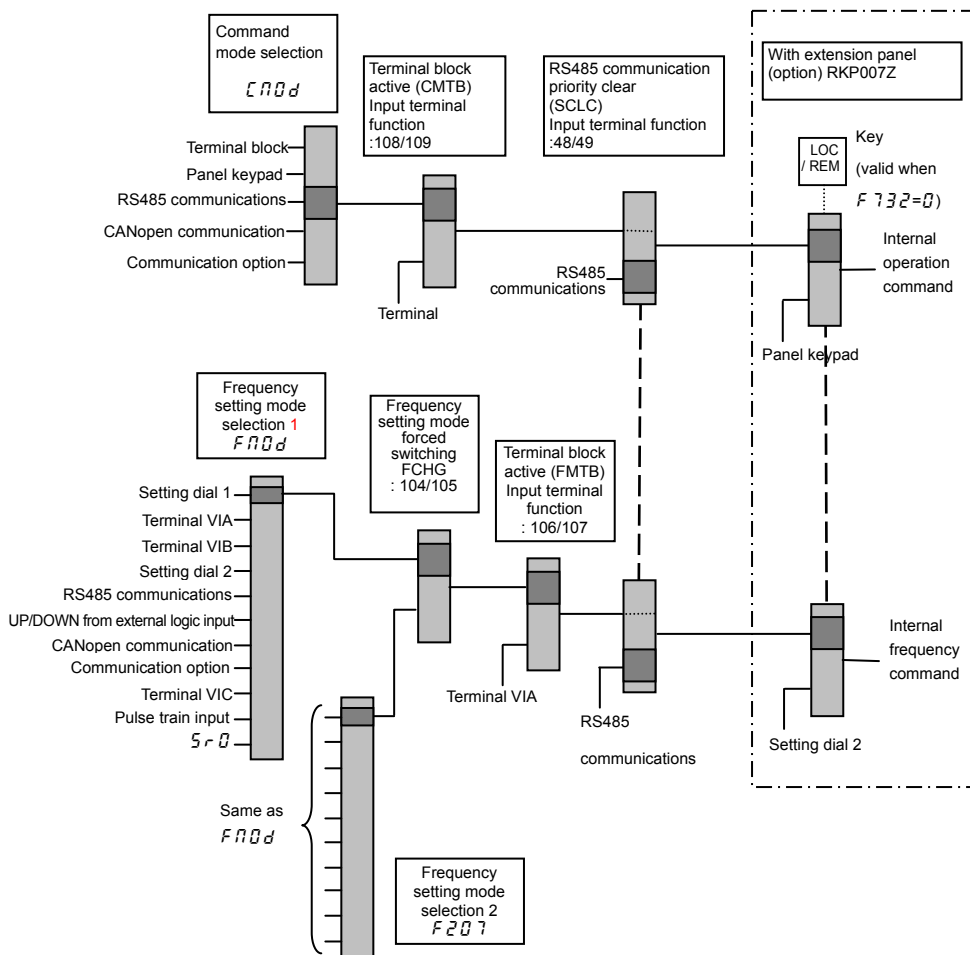 Command
mode selection
CMOd
Terminal block
active (CMTB)
Input terminal
function
:108/109
RS485 communication
priority clear
(SCLC)
Input terminal function
:48/49
With extension panel
(option) RKP007Z
LOC
/ REM
Key
(valid when
F732=0)
Terminal block
Panel keypad
RS485 communications
CANopen communication
Communication option
Terminal
RS485
communications
Internal
operation
command
Panel keypad
Frequency
setting mode
selection 1
FMOd
Frequency
setting mode
forced
switching
FCHG
: 104/105
Terminal block
active (FMTB)
Input terminal
function
: 106/107
Setting dial 1
Terminal VIA
Terminal VIB
Setting dial 2
RS485 communications
UP/DOWN from external logic input
CANopen communication
Communication option
Terminal VIC
Pulse train input
Sr0
Terminal VIA
RS485
communications
Internal
frequency
command
Setting dial 2
Same as
FMOd
Frequency
setting mode
selection 2
F207